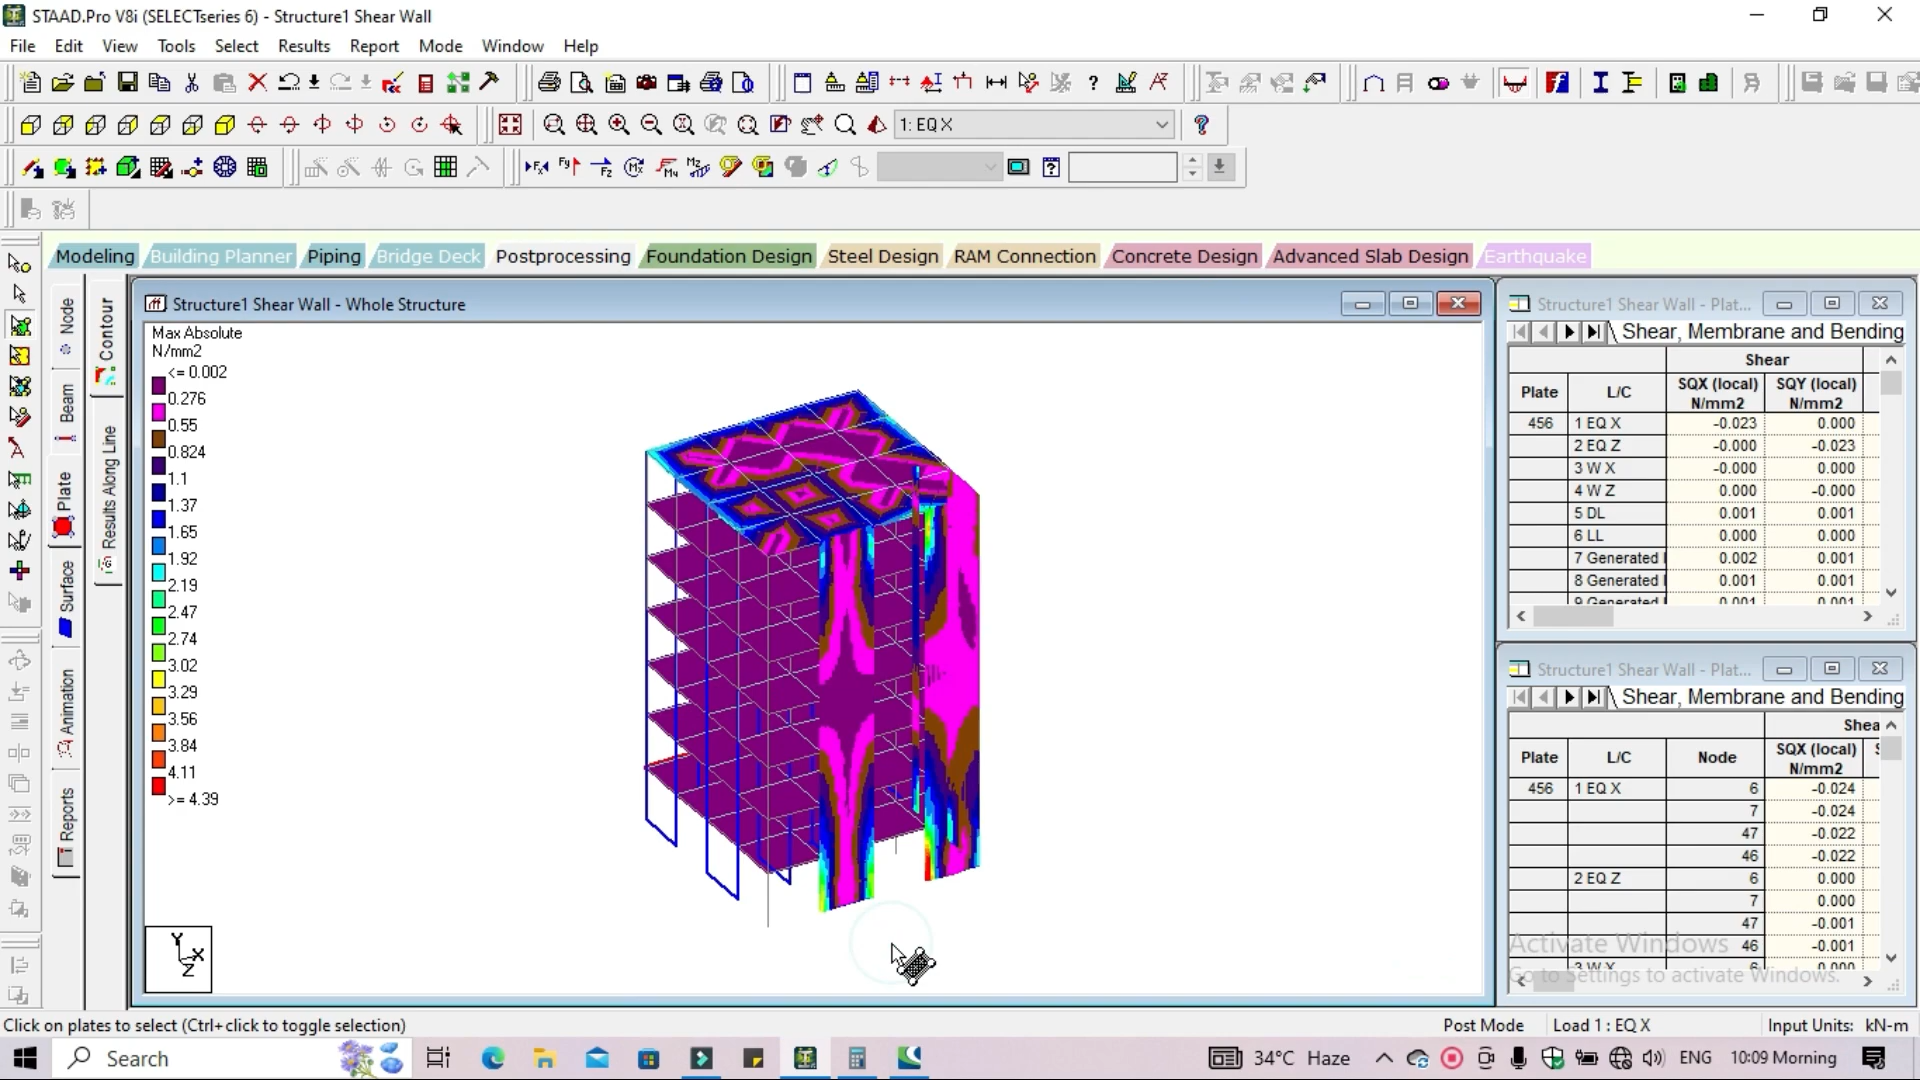 STAAD.Pro V8i (SELECTseries 6) - Structure1 Shear Wall
File Edit View Tools Select Results Report Mode Window Help
1: EQ X
Modeling Building Planner Piping Bridge Deck Postprocessing Foundation Design Steel Design RAM Connection Concrete Design Advanced Slab Design Earthquake
Node
Beam
Plate
Surface
Animation
Reports
Contour
Results Along Line
Structure1 Shear Wall - Whole Structure
Max Absolute
N/mm2
<= 0.002
0.276
0.55
0.824
1.1
1.37
1.65
1.92
2.19
2.47
2.74
3.02
3.29
3.56
3.84
4.11
>= 4.39
Y
X
Z
Structure1 Shear Wall - Plat...
Shear, Membrane and Bending
Shear
Plate L/C SQX (local) N/mm2 SQY (local) N/mm2
456 1 EQ X -0.023 0.000
2 EQ Z -0.000 -0.023
3 W X -0.000 0.000
4 W Z 0.000 -0.000
5 DL 0.001 0.001
6 LL 0.000 0.000
7 Generated 0.002 0.001
8 Generated 0.001 0.001
9 Generated 0.001 0.001
Structure1 Shear Wall - Plat...
Shear, Membrane and Bending
Shea
Plate L/C Node SQX (local) N/mm2
456 1 EQ X 6 -0.024
7 -0.024
47 -0.022
46 -0.022
2 EQ Z 6 0.000
7 0.000
47 -0.001
46 -0.001
3 W X 6 0.000
Activate Windows
Go to Settings to activate Windows.
Click on plates to select (Ctrl+click to toggle selection)
Post Mode Load 1 : EQ X Input Units: kN-m
Search
34°C Haze
ENG 10:09 Morning